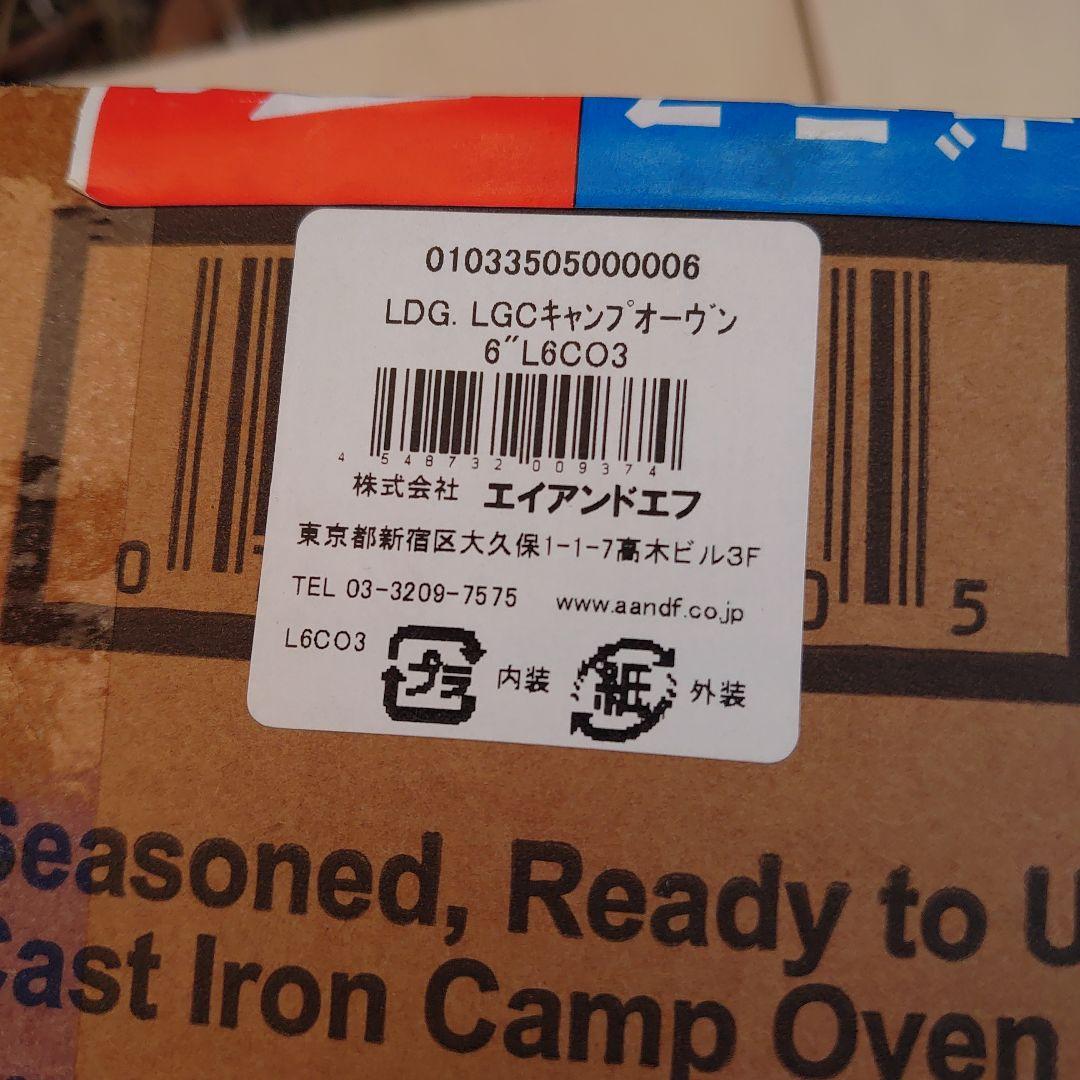 01033505000006
LDG. LGCキャンプオーヴン
6″L6CO3
4 548732 009374
株式会社 エイアンドエフ
東京都新宿区大久保1-1-7高木ビル3F
TEL 03-3209-7575 www.aandf.co.jp
L6CO3 プラ 内装 紙 外装
0 0 5
Seasoned, Ready to U
Cast Iron Camp Oven